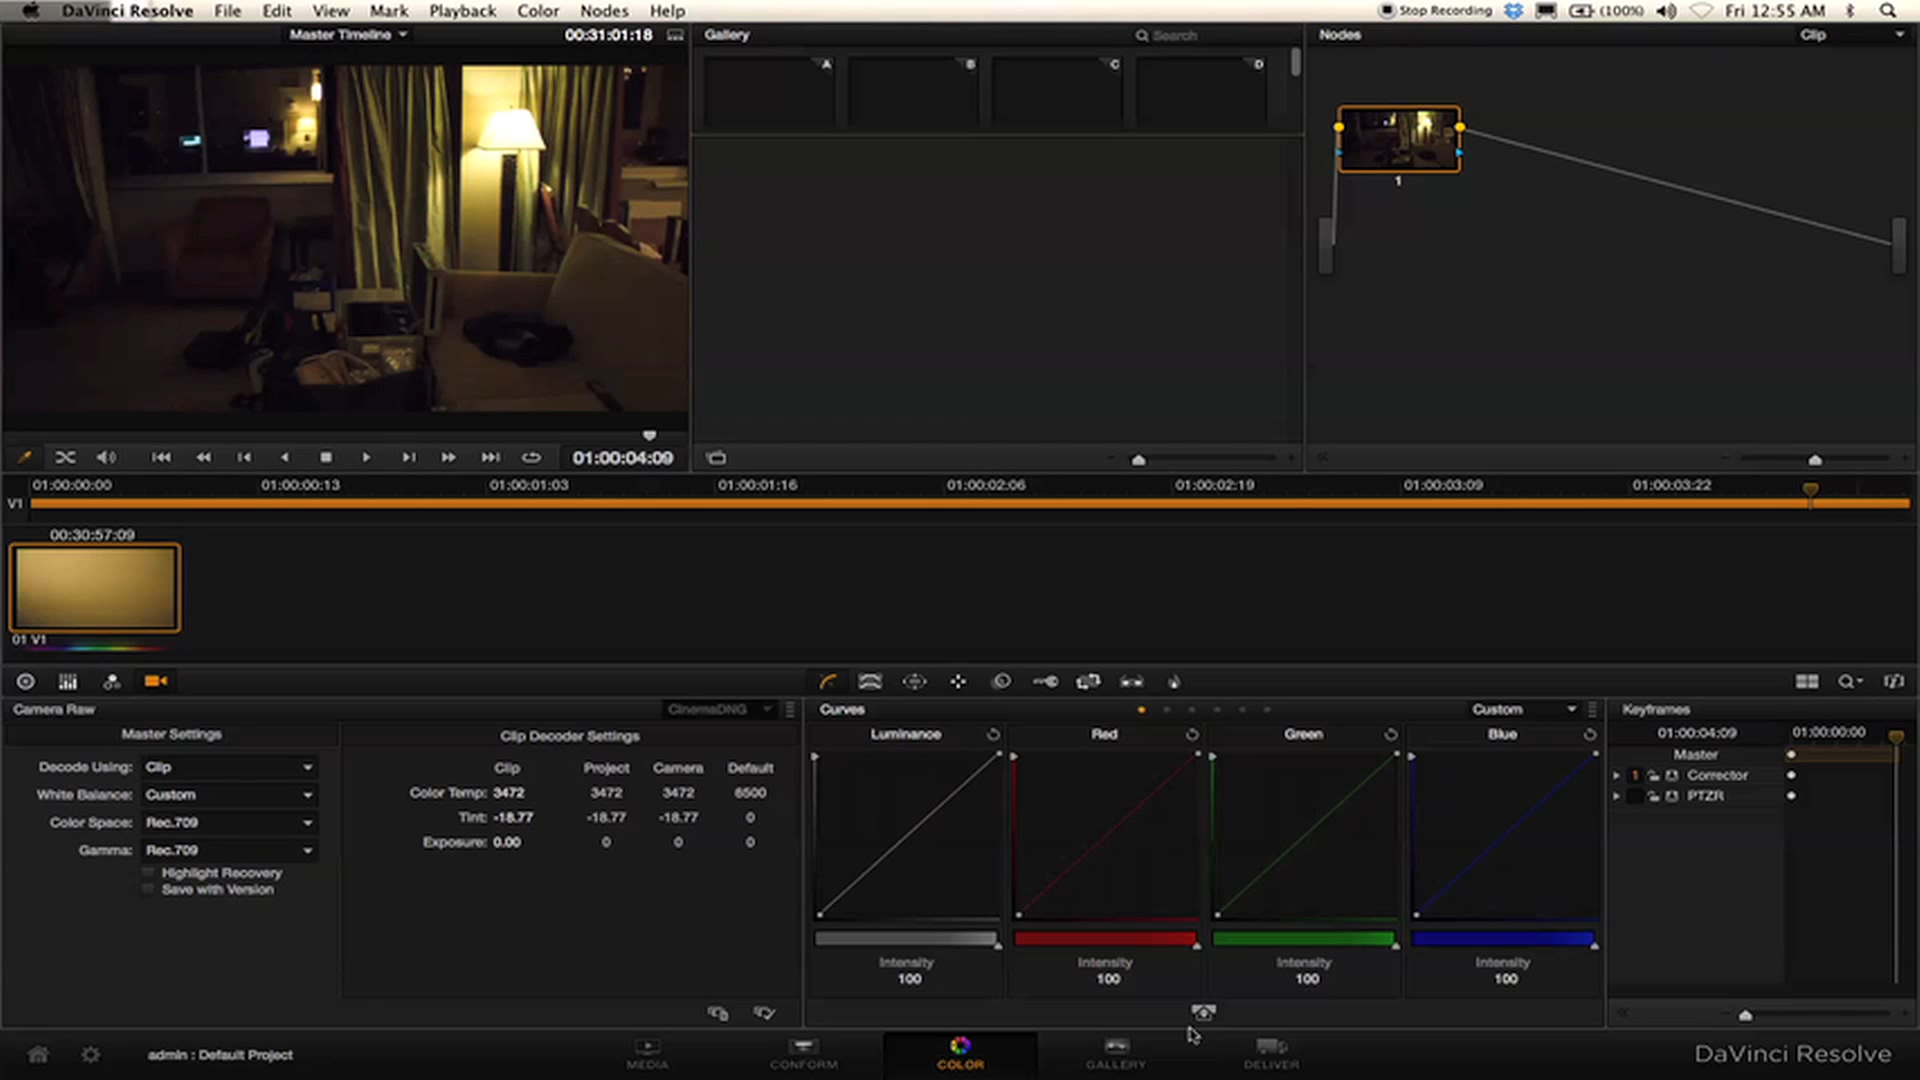 DaVinci Resolve File Edit View Mark Playback Color Nodes Help Stop Recording (100%) Fri 12:55 AM
Master Timeline 00:31:01:18 Gallery Search Nodes Clip
A B C D
1
01:00:04:09
01:00:00:00 01:00:00:13 01:00:01:03 01:00:01:16 01:00:02:06 01:00:02:19 01:00:03:09 01:00:03:22
V1
00:30:57:09
01 V1
Camera Raw CinemaDNG Curves Custom Keyframes
Master Settings Clip Decoder Settings Luminance Red Green Blue 01:00:04:09 01:00:00:00
Master
Decode Using: Clip Clip Project Camera Default 1 Corrector
White Balance: Custom Color Temp: 3472 3472 3472 6500 PTZR
Color Space: Rec.709 Tint: -18.77 -18.77 -18.77 0
Gamma: Rec.709 Exposure: 0.00 0 0 0
Highlight Recovery
Save with Version
Intensity Intensity Intensity Intensity
100 100 100 100
admin : Default Project MEDIA CONFORM COLOR GALLERY DELIVER DaVinci Resolve